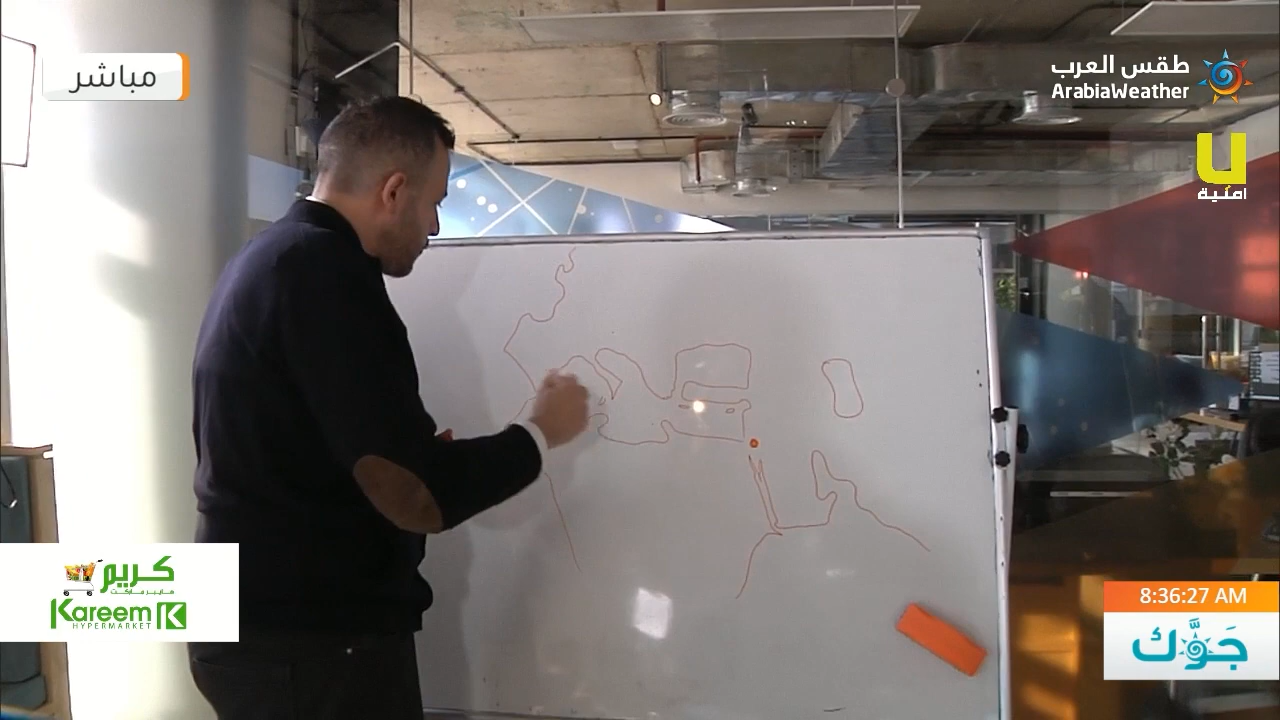 مباشر
طقس العرب
ArabiaWeather
U
امنية
كريم
هايبر ماركت
Kareem K
HYPERMARKET
8:36:27 AM
جَوَّك